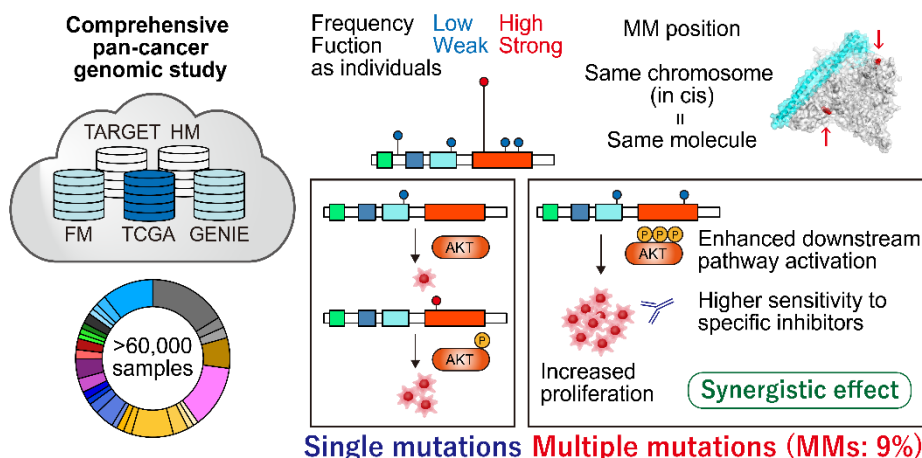 Comprehensive
pan-cancer
genomic study
TARGET HM
FM TCGA GENIE
>60,000
samples
Frequency Low High
Fuction Weak Strong
as individuals
MM position
Same chromosome
(in cis)
=
Same molecule
AKT
P
AKT
Single mutations
P P P
AKT
Enhanced downstream
pathway activation
Higher sensitivity to
specific inhibitors
Increased
proliferation
Synergistic effect
Multiple mutations (MMs: 9%)